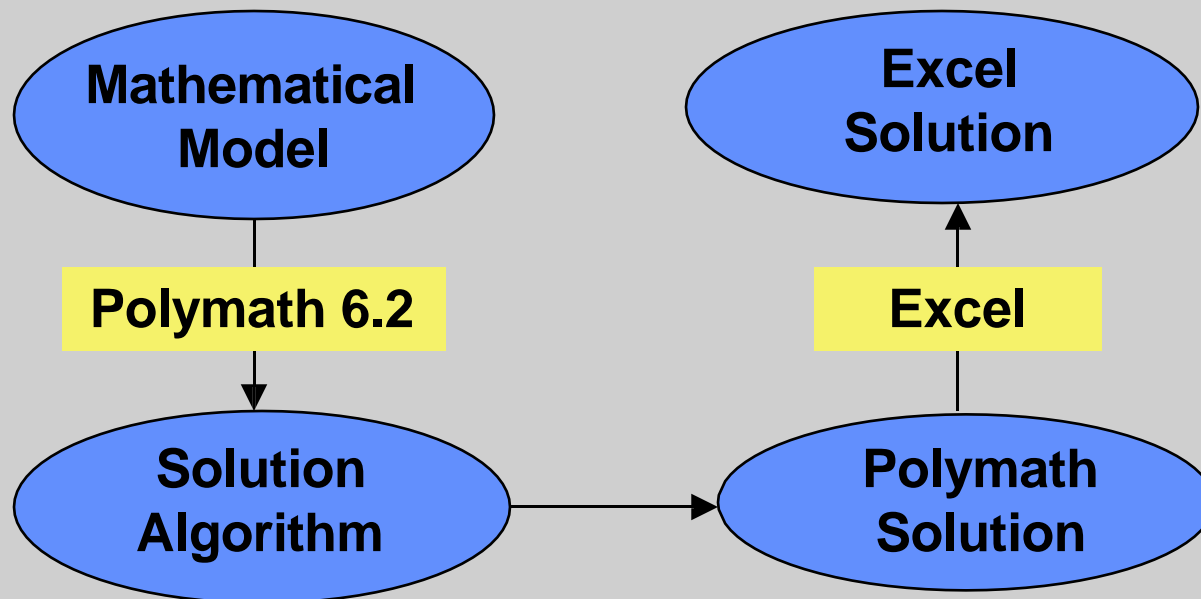 Mathematical
Model
Excel
Solution
Polymath 6.2
Excel
Solution
Algorithm
Polymath
Solution